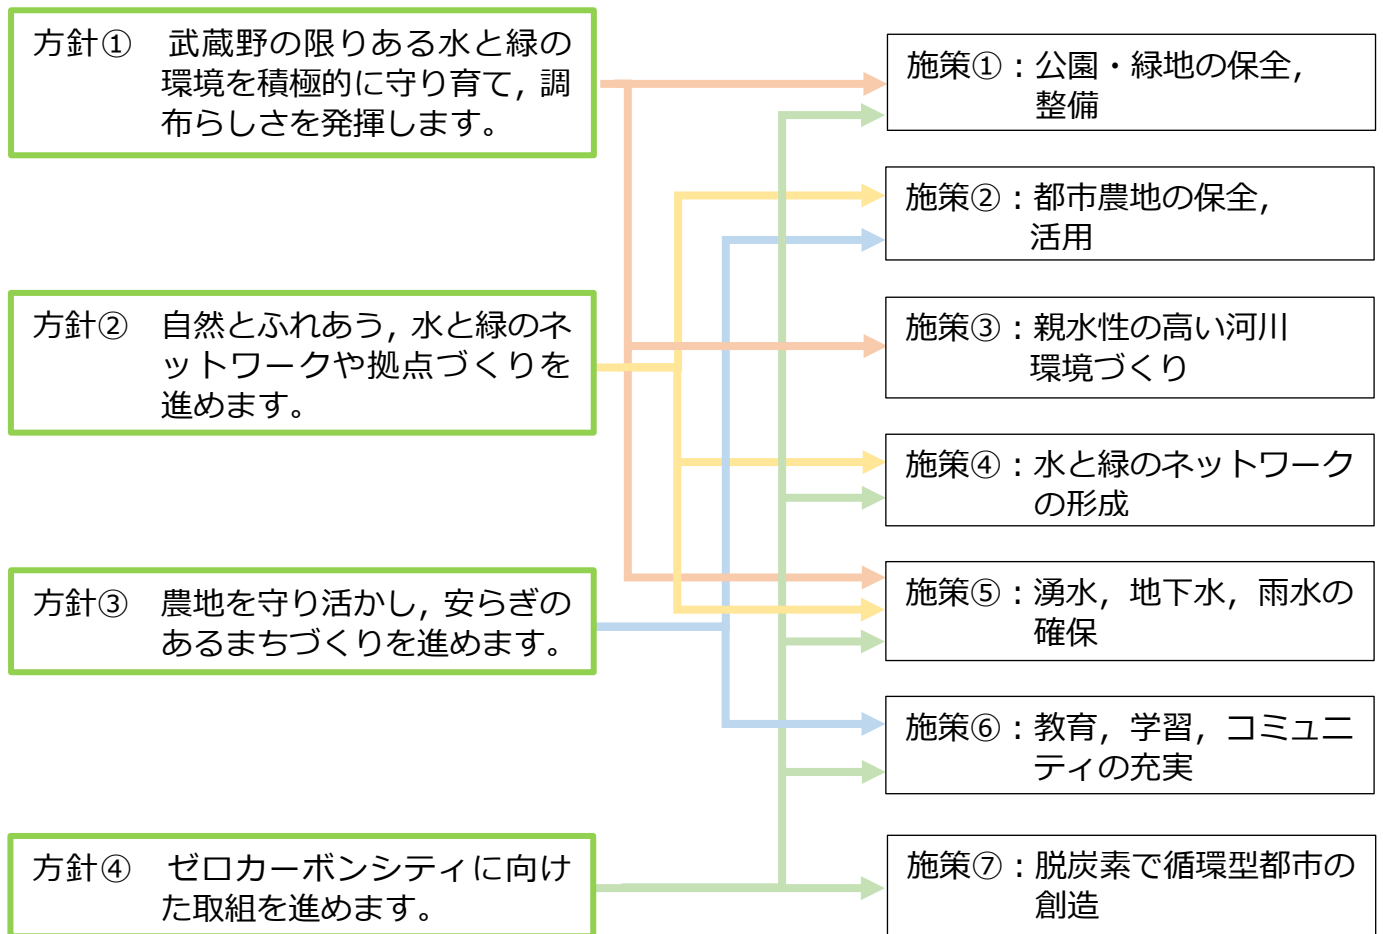 方針① 武蔵野の限りある水と緑の
環境を積極的に守り育て，調
布らしさを発揮します。
方針② 自然とふれあう，水と緑のネ
ットワークや拠点づくりを
進めます。
方針③ 農地を守り活かし，安らぎの
あるまちづくりを進めます。
方針④ ゼロカーボンシティに向け
た取組を進めます。
施策①：公園・緑地の保全，
整備
施策②：都市農地の保全，
活用
施策③：親水性の高い河川
環境づくり
施策④：水と緑のネットワーク
の形成
施策⑤：湧水，地下水，雨水の
確保
施策⑥：教育，学習，コミュニ
ティの充実
施策⑦：脱炭素で循環型都市の
創造